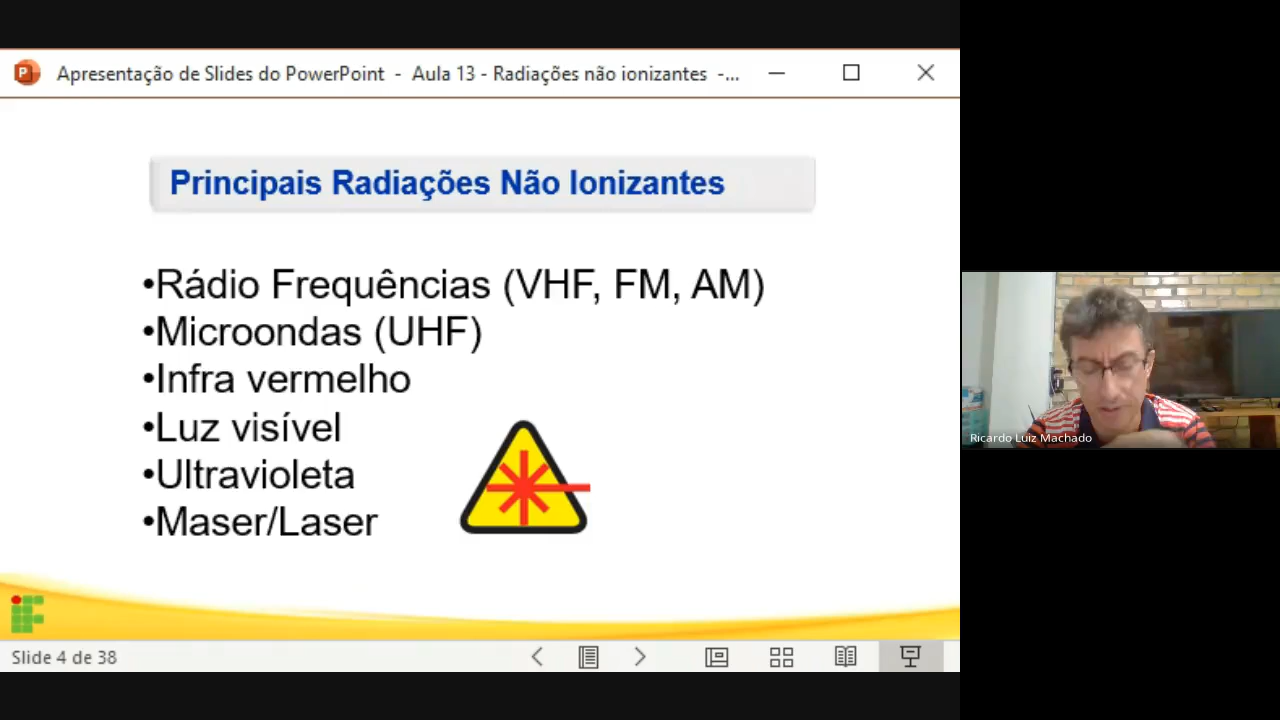 Apresentação de Slides do PowerPoint - Aula 13 - Radiações não ionizantes -...
Principais Radiações Não Ionizantes
•Rádio Frequências (VHF, FM, AM)
•Microondas (UHF)
•Infra vermelho
•Luz visível
•Ultravioleta
•Maser/Laser
Slide 4 de 38
Ricardo Luiz Machado